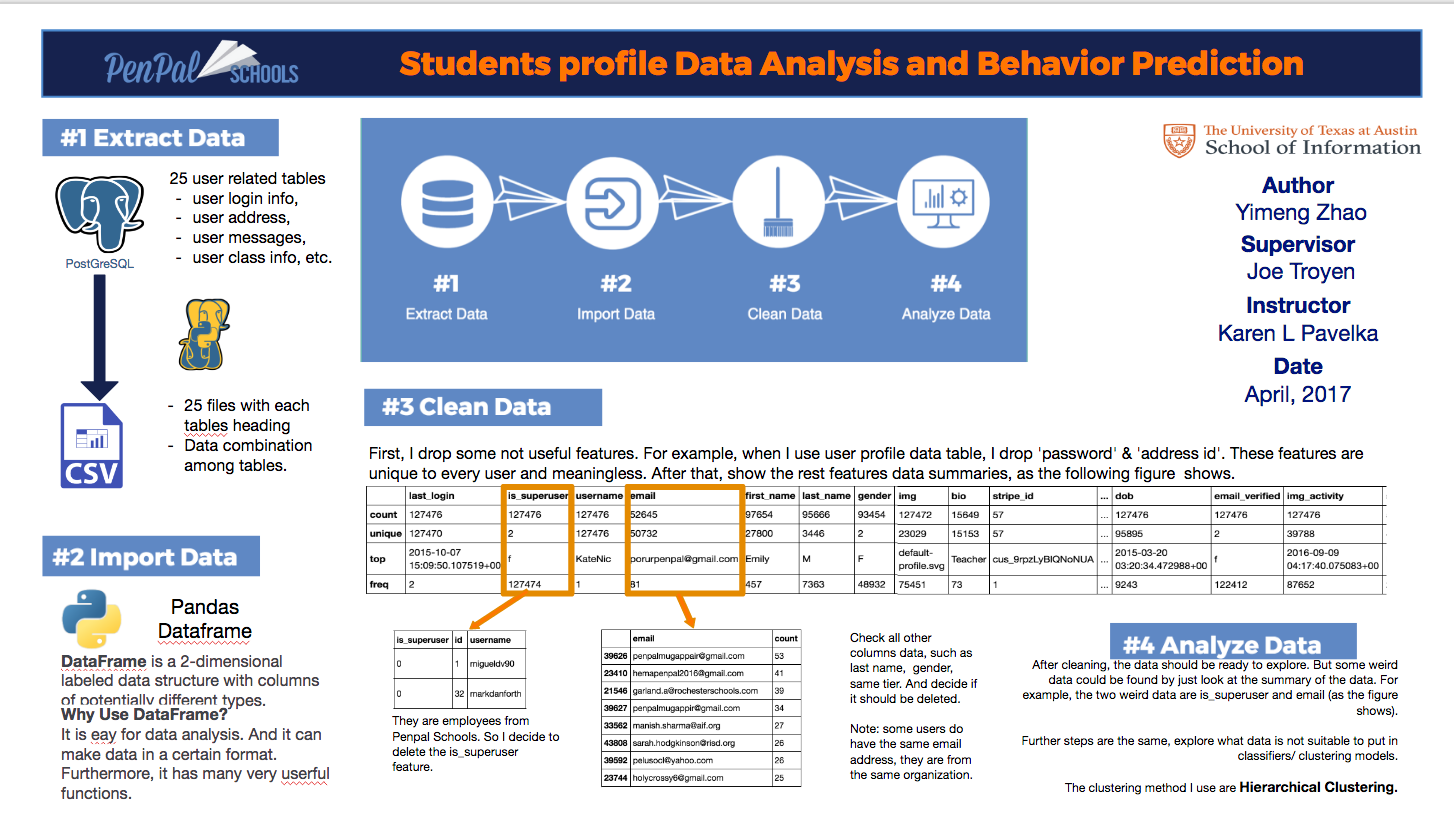 PenPal SCHOOLS
Students profile Data Analysis and Behavior Prediction
#1 Extract Data
PostGreSQL
25 user related tables
- user login info,
- user address,
- user messages,
- user class info, etc.
CSV
- 25 files with each
tables heading
- Data combination
among tables.
#2 Import Data
Pandas
Dataframe
DataFrame is a 2-dimensional
labeled data structure with columns
of potentially different types.
Why Use DataFrame?
It is eay for data analysis. And it can
make data in a certain format.
Furthermore, it has many very userful
functions.
#1 #2 #3 #4
Extract Data Import Data Clean Data Analyze Data
The University of Texas at Austin
School of Information
Author
Yimeng Zhao
Supervisor
Joe Troyen
Instructor
Karen L Pavelka
Date
April, 2017
#3 Clean Data
First, I drop some not useful features. For example, when I use user profile data table, I drop 'password' & 'address id'. These features are
unique to every user and meaningless. After that, show the rest features data summaries, as the following figure shows.
last_login is_superuser username email first_name last_name gender img bio stripe_id ... dob email_verified img_activity
count 127476 127476 127476 52645 97654 95666 93454 127472 15649 57 ... 127476 127476 127476
unique 127470 2 127476 50732 27800 3446 2 23029 15153 57 ... 95895 2 39788
top 2015-10-07 15:09:50.107519+00 f KateNic porurpenpal@gmail.com Emily M F default-profile.svg Teacher cus_9rpzLyBlQNoNUA ... 2015-03-20 03:20:34.472988+00 f 2016-09-09 04:17:40.075083+00
freq 2 127474 1 81 457 7363 48932 75451 73 1 ... 9243 122412 87652
is_superuser id username
0 1 migueldv90
0 32 markdanforth
They are employees from
Penpal Schools. So I decide to
delete the is_superuser
feature.
email count
39626 penpalmugappair@gmail.com 53
23410 hemapenpal2016@gmail.com 41
21546 garland.a@rochesterschools.com 39
39627 penpalmugappir@gmail.com 34
33562 manish.sharma@aif.org 27
43808 sarah.hodgkinson@risd.org 26
39592 pelusocl@yahoo.com 26
23744 holycrossy6@gmail.com 25
Check all other
columns data, such as
last name, gender,
same tier. And decide if
it should be deleted.
Note: some users do
have the same email
address, they are from
the same organization.
#4 Analyze Data
After cleaning, the data should be ready to explore. But some weird
data could be found by just look at the summary of the data. For
example, the two weird data are is_superuser and email (as the figure
shows).
Further steps are the same, explore what data is not suitable to put in
classifiers/ clustering models.
The clustering method I use are Hierarchical Clustering.